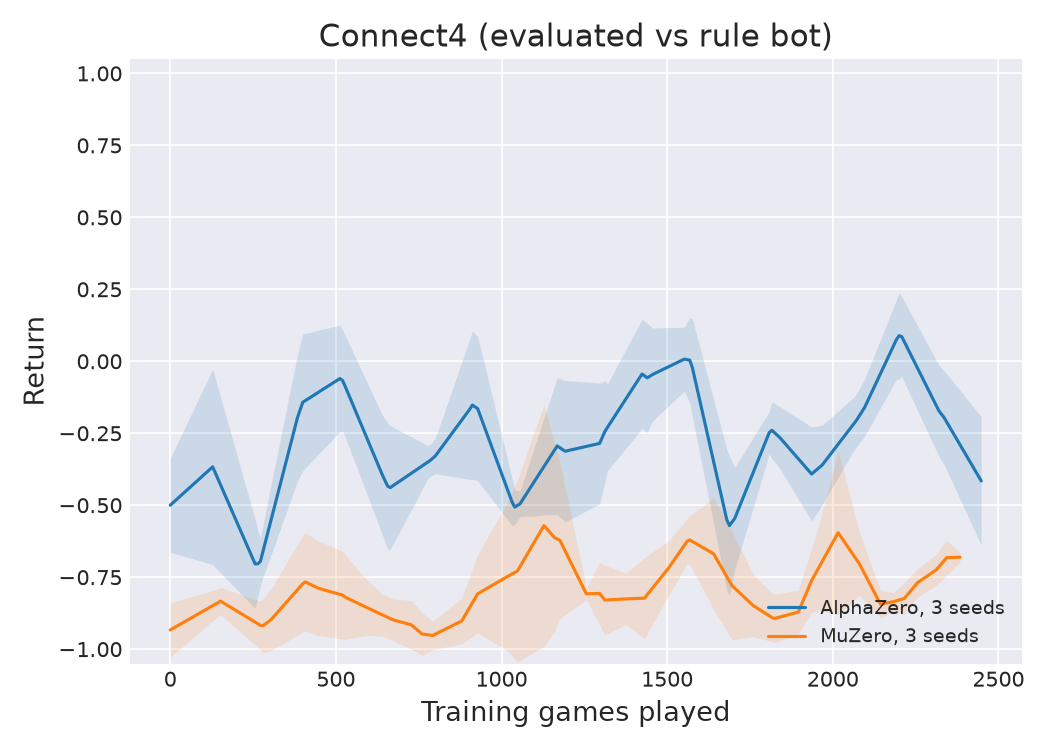 Connect4 (evaluated vs rule bot)
1.00
0.75
0.50
0.25
0.00
−0.25
−0.50
−0.75
−1.00
Return
0 500 1000 1500 2000 2500
Training games played
AlphaZero, 3 seeds
MuZero, 3 seeds